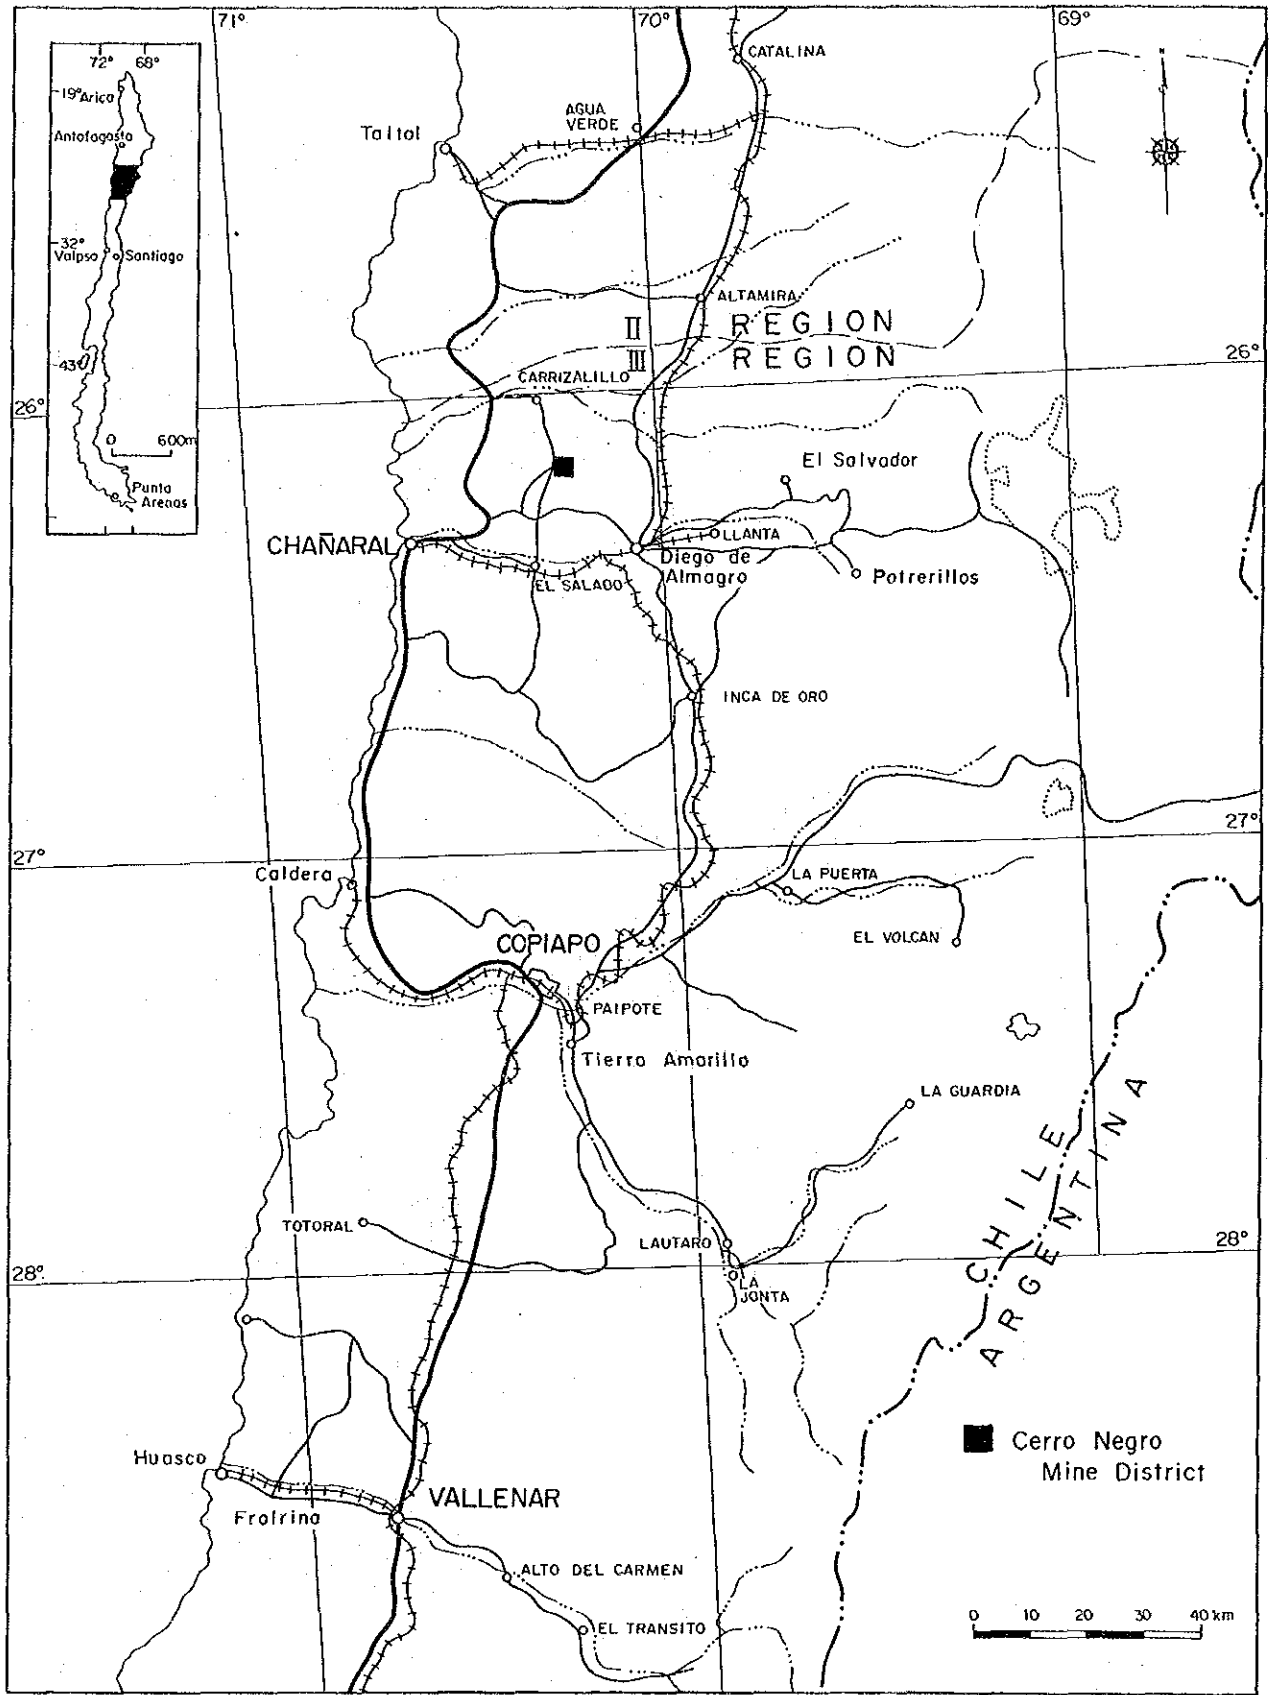 71°
70°
69°
72° 68°
19° Arica
Antofagasta
32°
Valpso Santiago
43°
0 600m
Punta
Arenas
CATALINA
AGUA
VERDE
Taltal
N
ALTAMIRA
II REGION
III REGION
26°
CARRIZALILLO
26°
El Salvador
CHAÑARAL
LLANTA
Diego de
Almagro
Potrerillos
EL SALADO
INCA DE ORO
27°
27°
Caldera
LA PUERTA
COPIAPO
EL VOLCAN
PAIPOTE
Tierra Amarilla
LA GUARDIA
CHILE
ARGENTINA
TOTORAL
LAUTARO
28°
28°
LA
JONTA
Huasco
Cerro Negro
Mine District
VALLENAR
Frairina
ALTO DEL CARMEN
EL TRANSITO
0 10 20 30 40 km